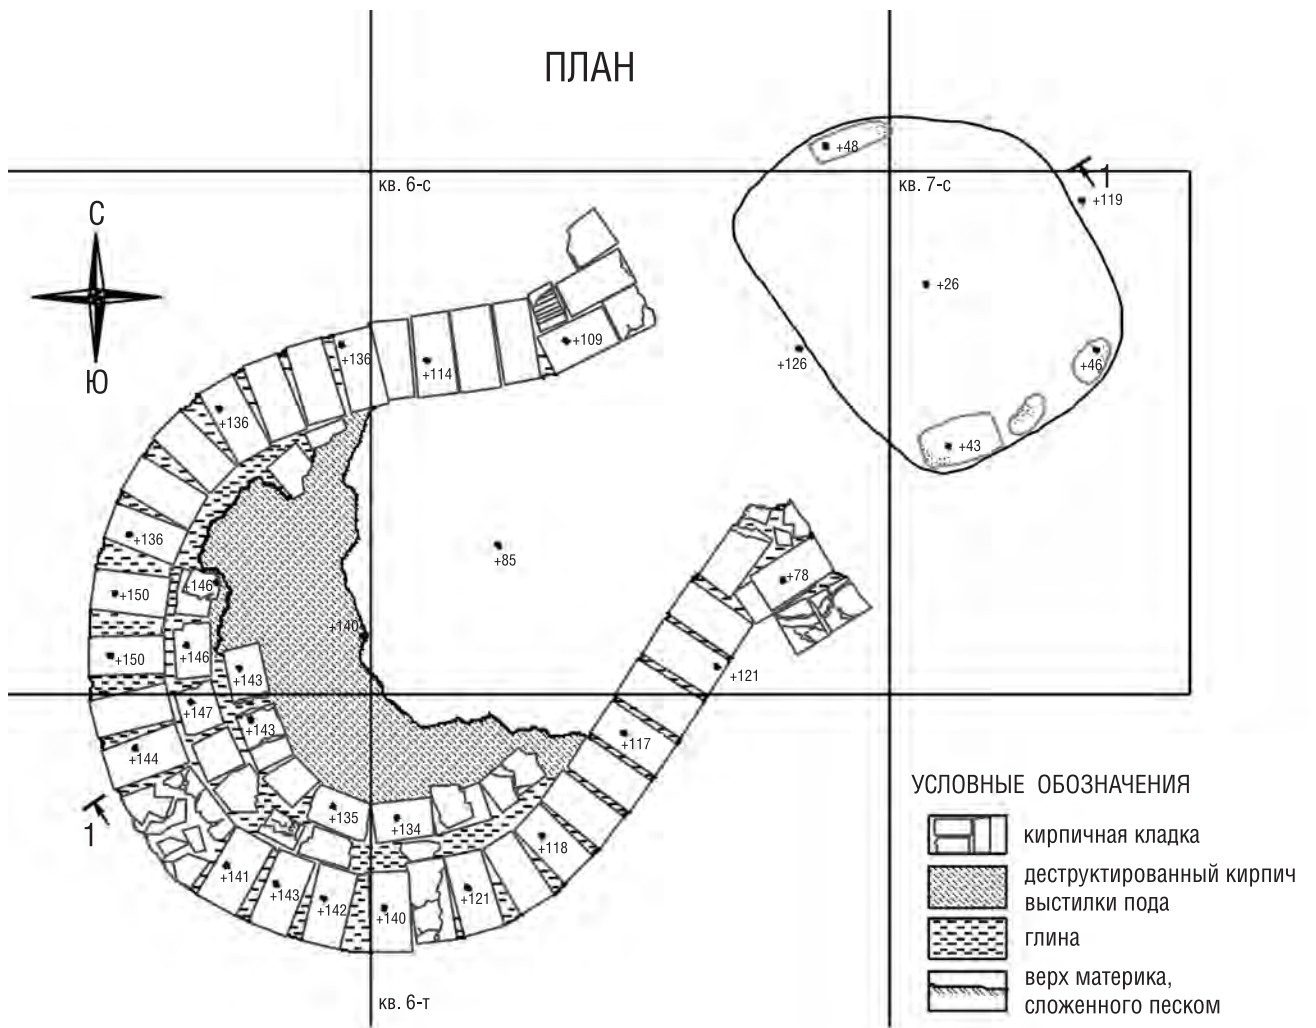 ПЛАН
+48
кв. 6-с
кв. 7-с
1
+119
С
Ю
+26
+136
+109
+114
+126
+46
+136
+43
+136
+85
+146
+78
+150
+140
+150
+146
+143
+121
+147
+143
+117
+144
1
+135
+134
+118
+141
+143
+142
+140
+121
кв. 6-т
УСЛОВНЫЕ ОБОЗНАЧЕНИЯ
кирпичная кладка
деструктированный кирпич
выстилки пода
глина
верх материка,
сложенного песком